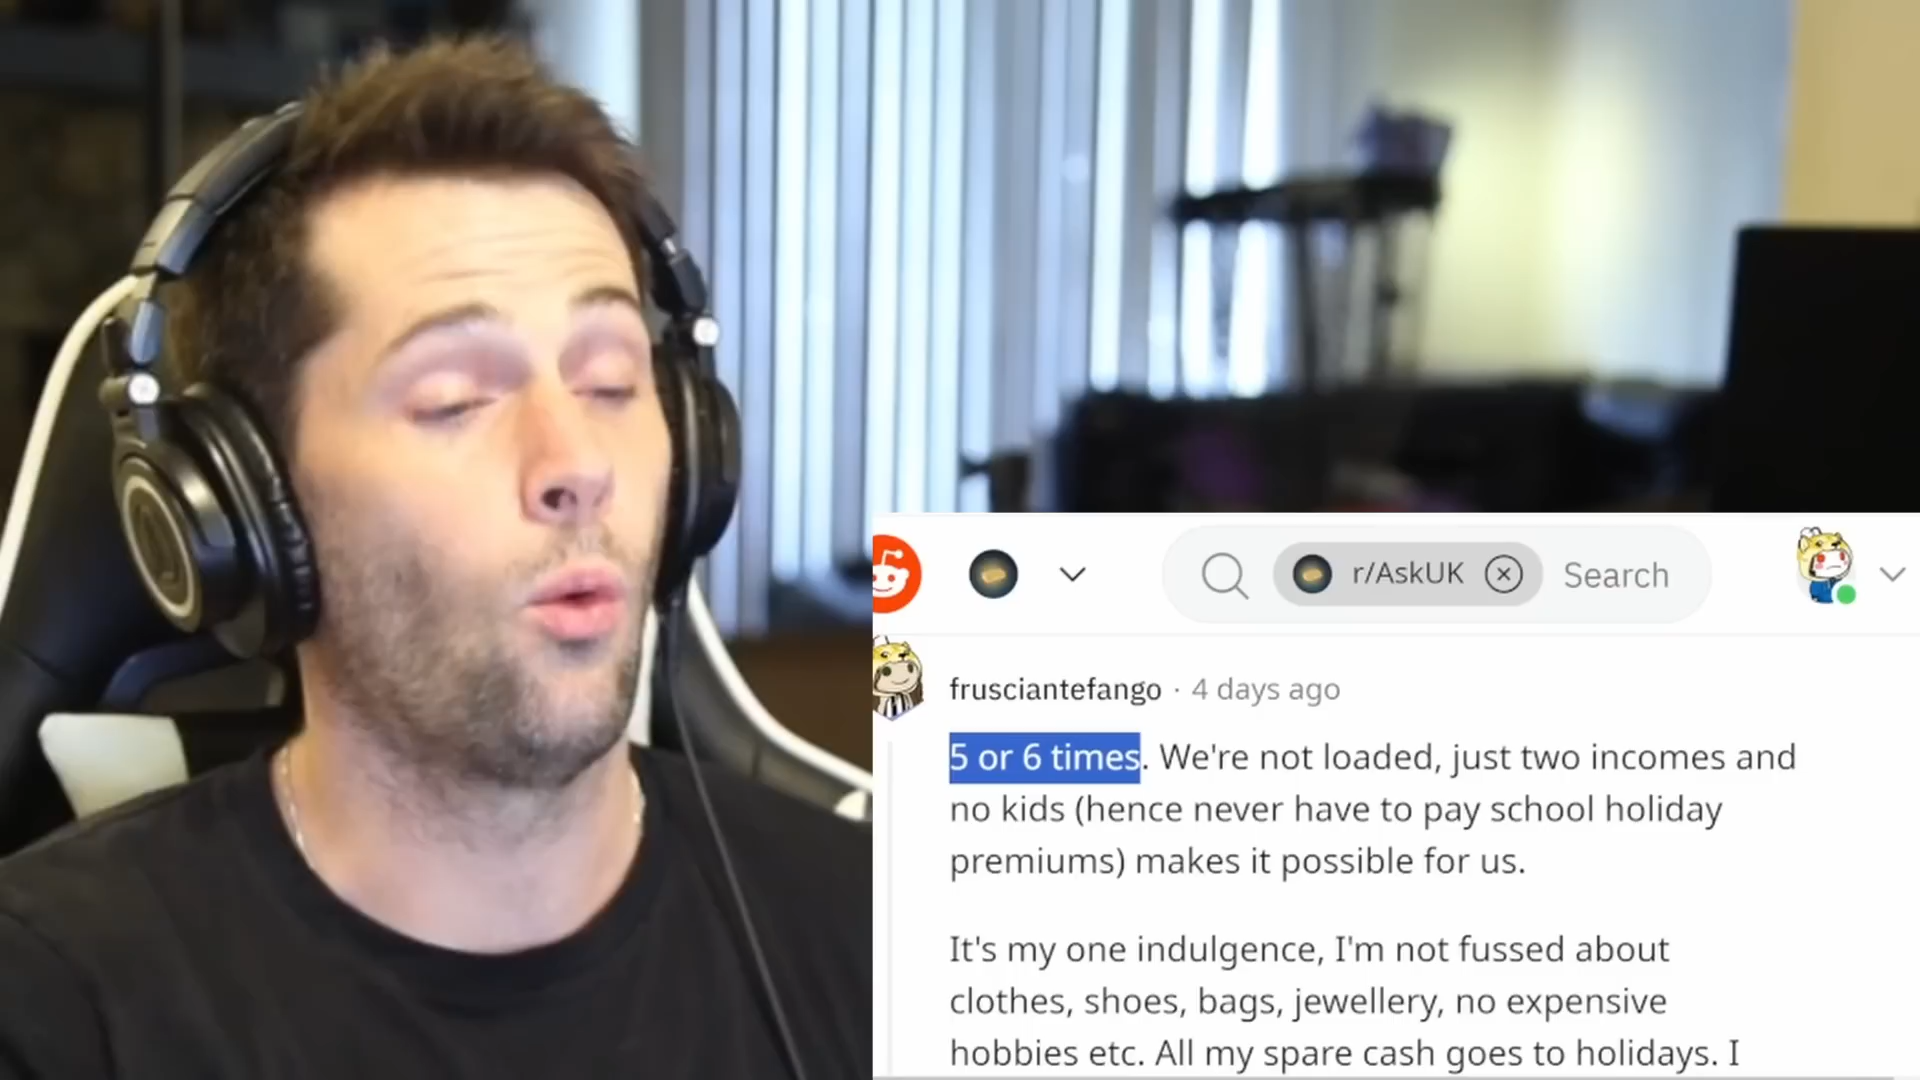 r/AskUK Search
frusciantefango · 4 days ago
5 or 6 times. We're not loaded, just two incomes and
no kids (hence never have to pay school holiday
premiums) makes it possible for us.
It's my one indulgence, I'm not fussed about
clothes, shoes, bags, jewellery, no expensive
hobbies etc. All my spare cash goes to holidays. I